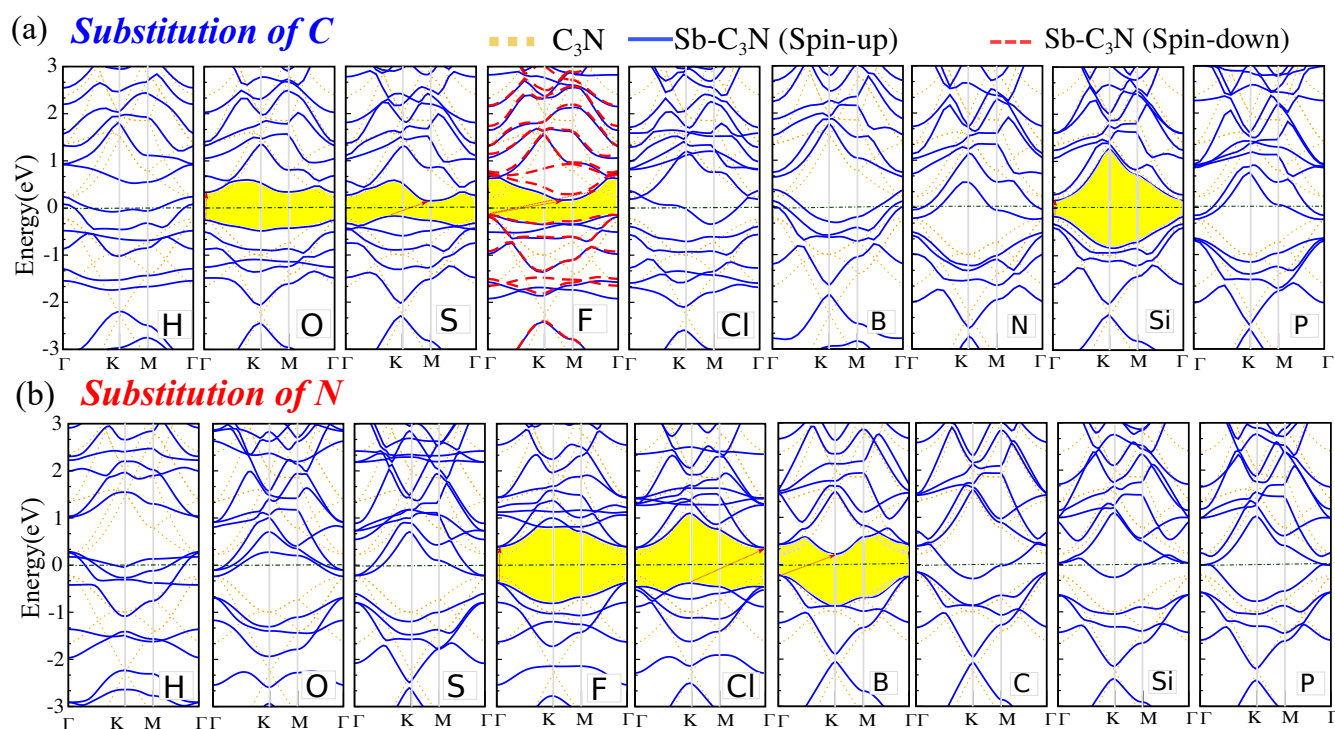 (a) Substitution of C
C₃N Sb-C₃N (Spin-up) Sb-C₃N (Spin-down)
Energy(eV)
3
2
1
0
-1
-2
-3
H O S F Cl B N Si P
Γ K M Γ K M Γ K M Γ K M Γ K M Γ Γ K M Γ Γ K M Γ K M Γ Γ K M Γ
(b) Substitution of N
Energy(eV)
3
2
1
0
-1
-2
-3
H O S F Cl B C Si P
Γ K M Γ Γ K M Γ K M Γ Γ K M Γ K M Γ Γ K M Γ K M Γ Γ K M Γ Γ K M Γ